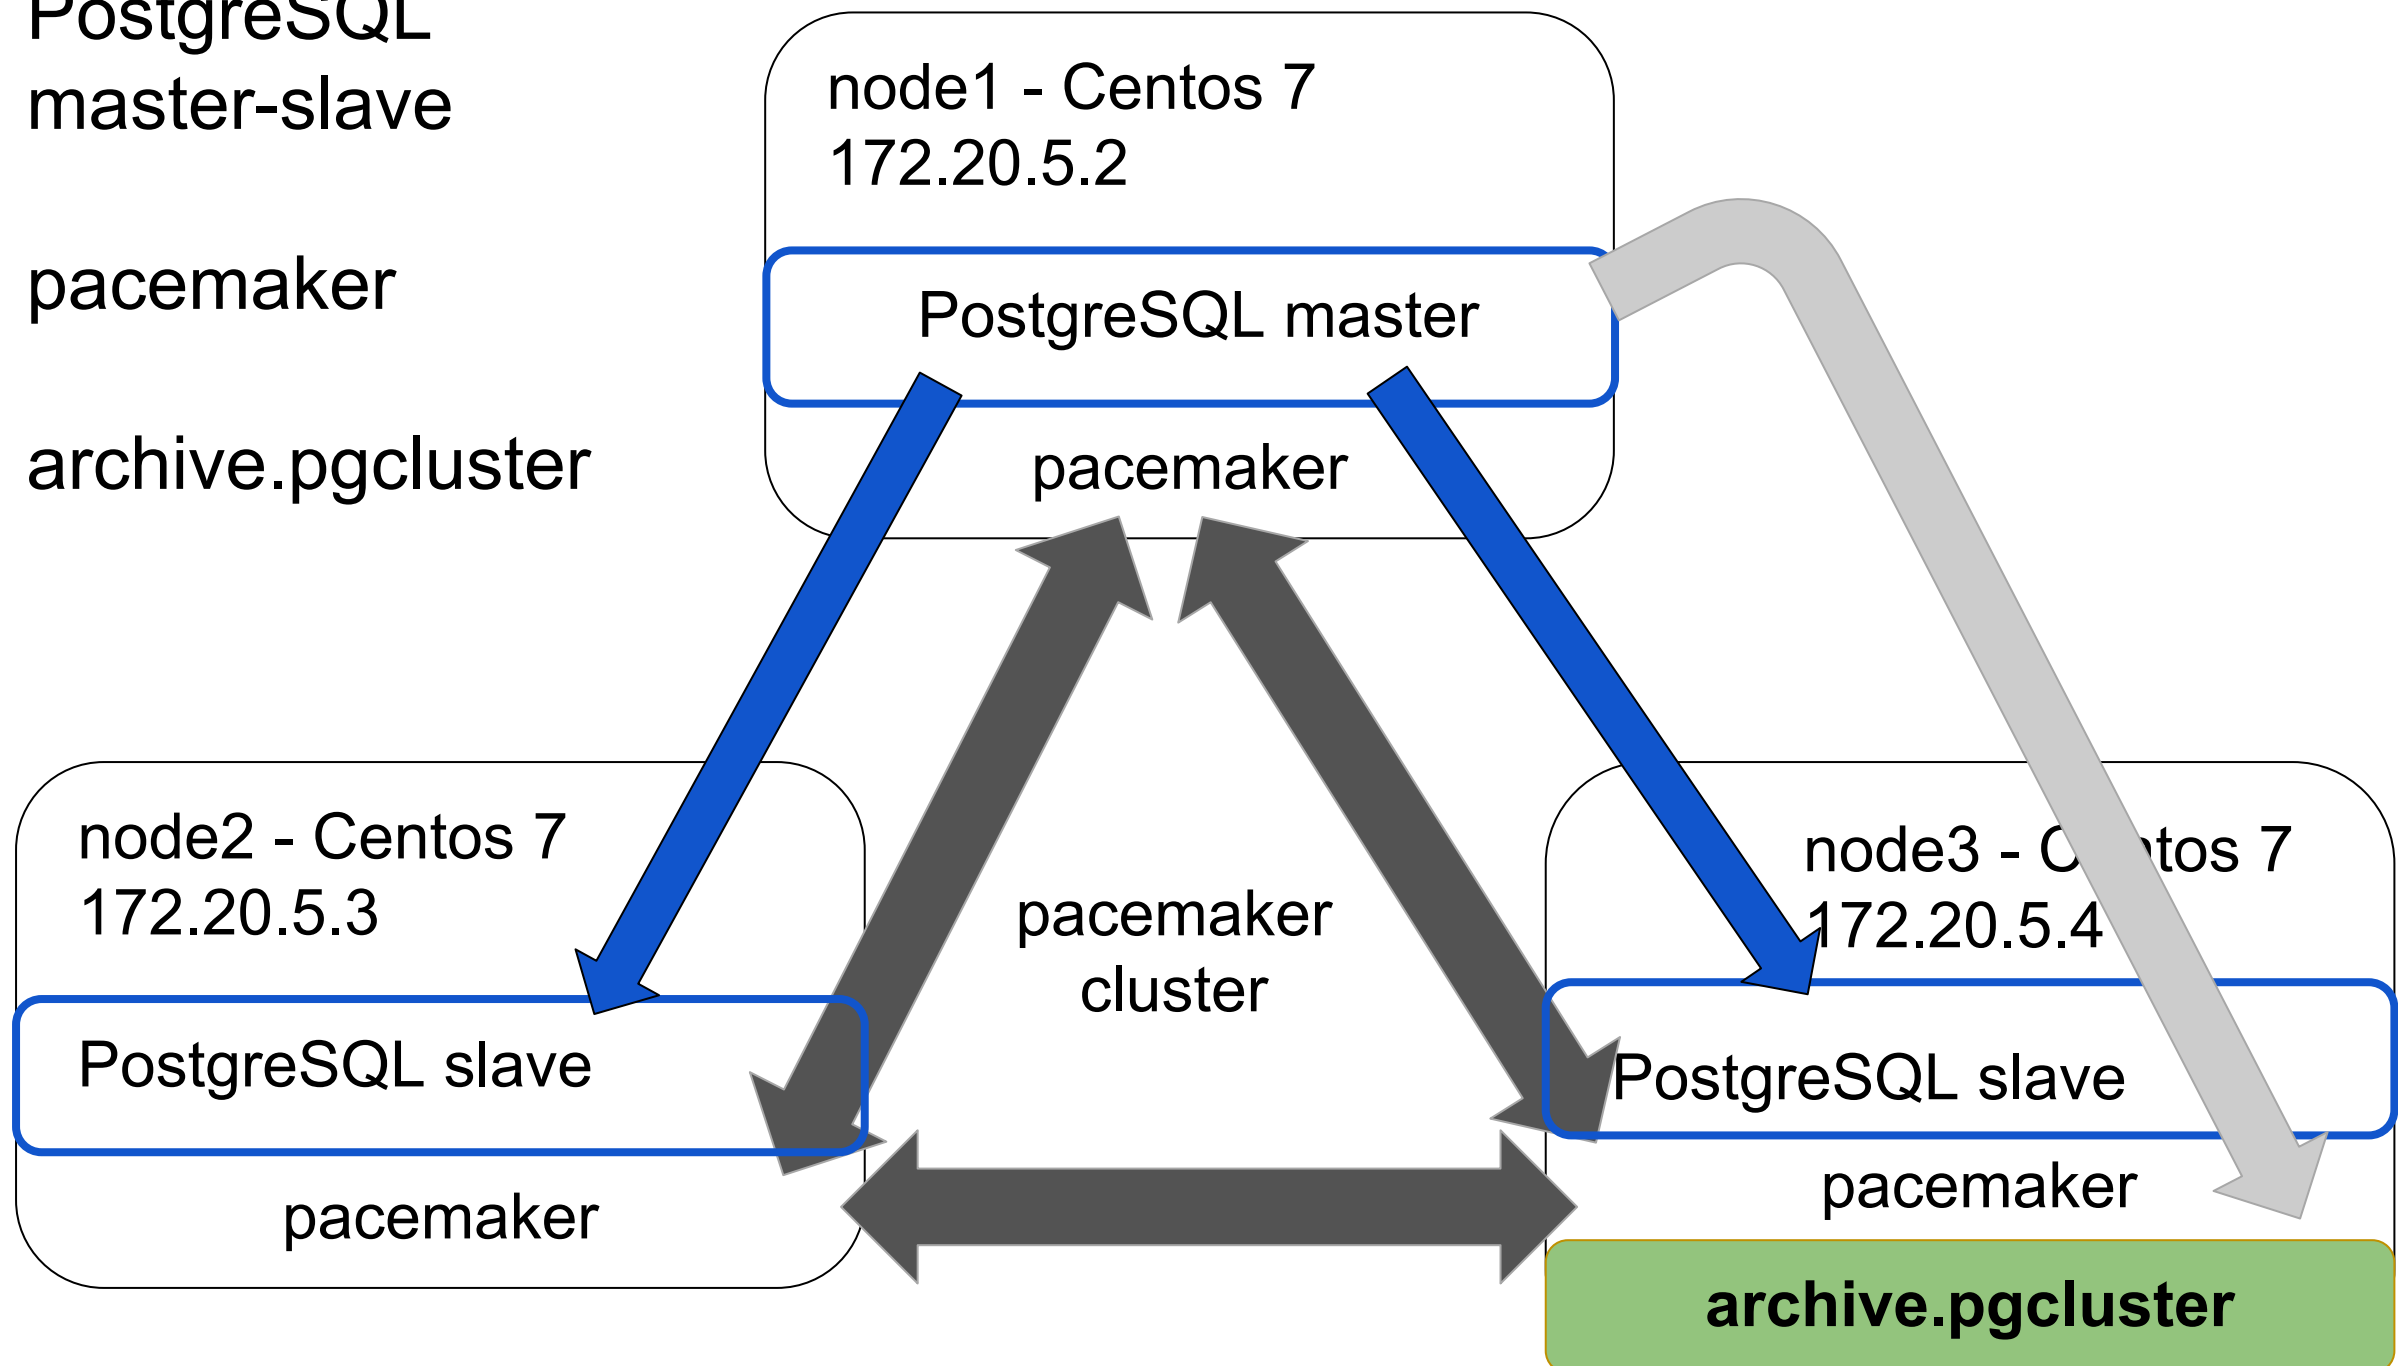 PostgreSQL
master-slave
pacemaker
archive.pgcluster
node1 - Centos 7
172.20.5.2
PostgreSQL master
pacemaker
node2 - Centos 7
172.20.5.3
PostgreSQL slave
pacemaker
pacemaker
cluster
node3 - Centos 7
172.20.5.4
PostgreSQL slave
pacemaker
archive.pgcluster